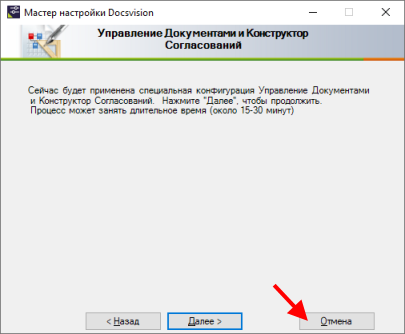 Мастер настройки Docsvision
Управление Документами и Конструктор
Согласований
Сейчас будет применена специальная конфигурация Управление Документами
и Конструктор Согласований. Нажмите "Далее", чтобы продолжить.
Процесс может занять длительное время (около 15-30 минут)
< Назад
Далее >
Отмена